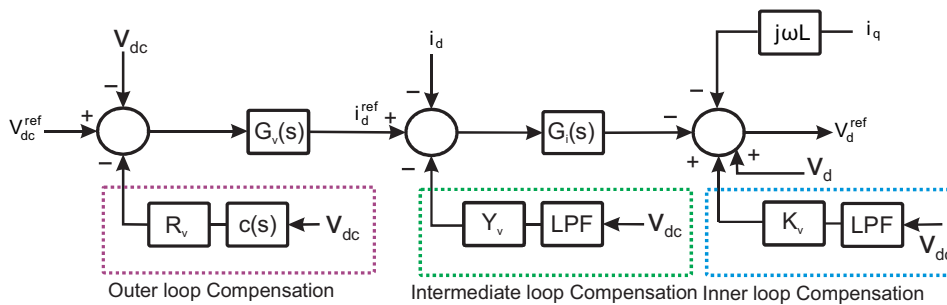 V_dc
−
V_dc^ref
+
−
G_v(s)
i_d^ref
R_v
c(s)
V_dc
Outer loop Compensation
i_d
−
+
−
G_i(s)
Y_v
LPF
V_dc
Intermediate loop Compensation
jωL
i_q
−
−
V_d^ref
+
+
V_d
K_v
LPF
V_dc
Inner loop Compensation